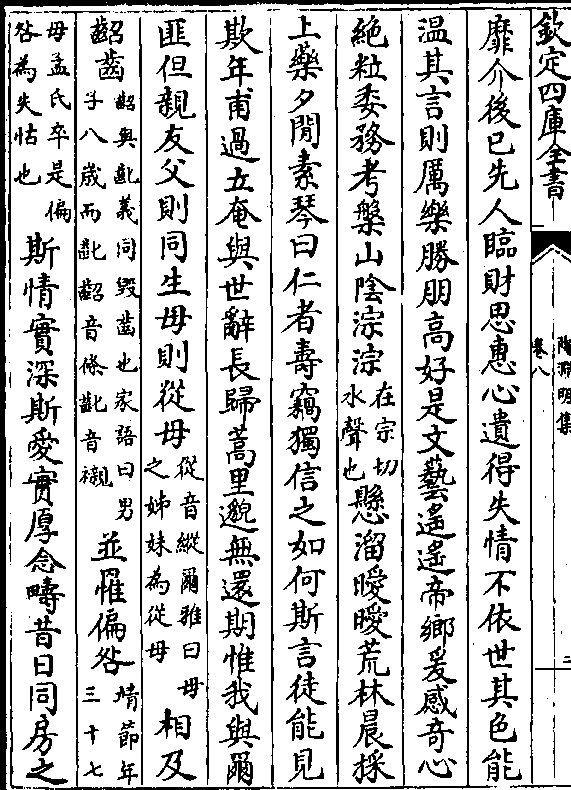 欽定四庫全書
陶淵明集
卷八
三
靡介後已先人臨財思惠心遺得失情不依世其色能
温其言則厲樂勝朋高好是文藝遙遙帝鄉爰感奇心
絶粒委務考槃山陰淙淙在宗切水聲也懸溜曖曖荒林晨採
上藥夕閒素琴曰仁者壽竊獨信之如何斯言徒能見
欺年甫過立奄與世辭長歸蒿里邈無還期惟我與爾
匪但親友父則同生母則從母從音縱爾雅曰母之姊妹為從母相及
齠齒齠與齔義同毁齒也家語曰男子八歳而齔齠音條齔音襯並罹偏咎靖節年三十七
母孟氏卒是偏咎為失怙也斯情實深斯愛實厚念疇昔日同房之